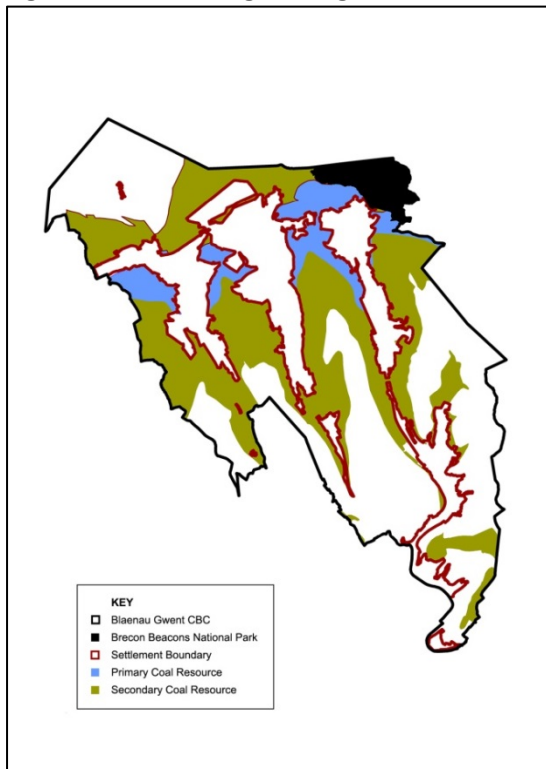 KEY
Blaenau Gwent CBC
Brecon Beacons National Park
Settlement Boundary
Primary Coal Resource
Secondary Coal Resource